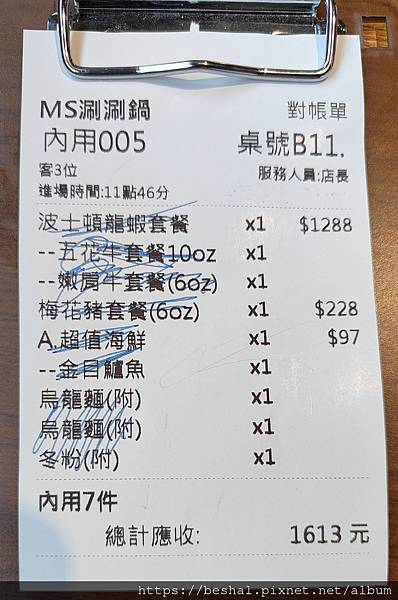 MS涮涮鍋 對帳單
內用005 桌號B11.
客3位 服務人員:店長
進場時間:11點46分
波士頓龍蝦套餐 x1 $1288
--五花牛套餐10oz x1
--嫩肩牛套餐(6oz) x1
梅花豬套餐(6oz) x1 $228
A.超值海鮮 x1 $97
--金目鱸魚 x1
烏龍麵(附) x1
烏龍麵(附) x1
冬粉(附) x1
內用7件
總計應收: 1613 元
https://beshal.pixnet.net/album